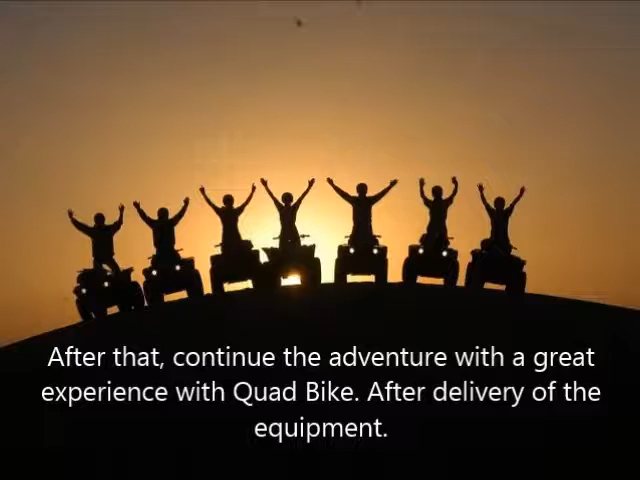 After that, continue the adventure with a great
experience with Quad Bike. After delivery of the
equipment.